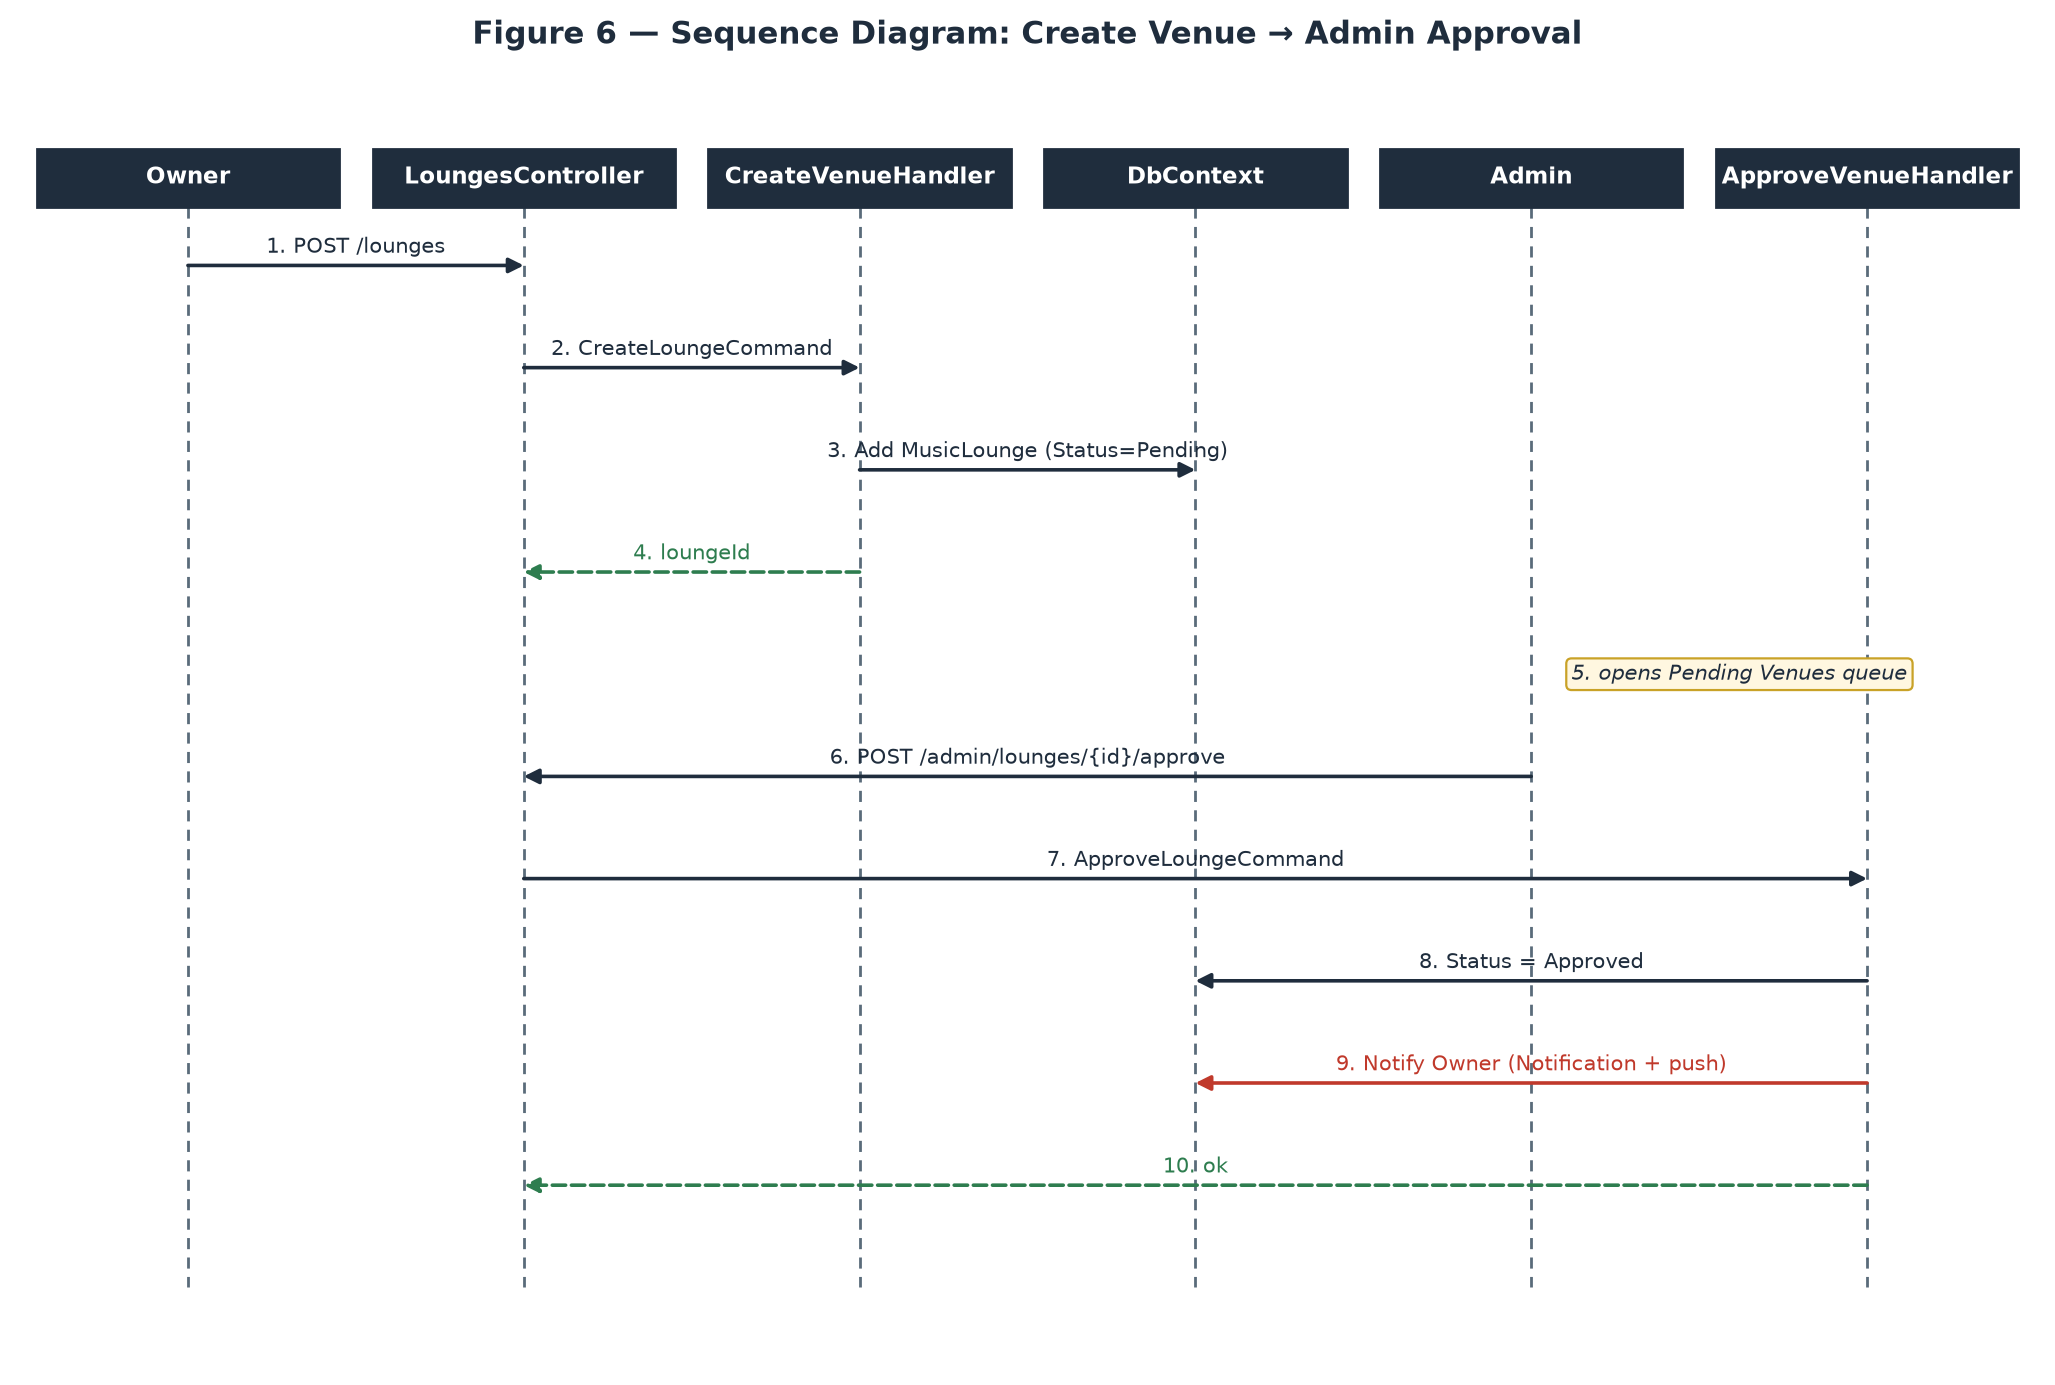 Figure 6 — Sequence Diagram: Create Venue → Admin Approval
Owner
LoungesController
CreateVenueHandler
DbContext
Admin
ApproveVenueHandler
1. POST /lounges
2. CreateLoungeCommand
3. Add MusicLounge (Status=Pending)
4. loungeId
5. opens Pending Venues queue
6. POST /admin/lounges/{id}/approve
7. ApproveLoungeCommand
8. Status = Approved
9. Notify Owner (Notification + push)
10. ok